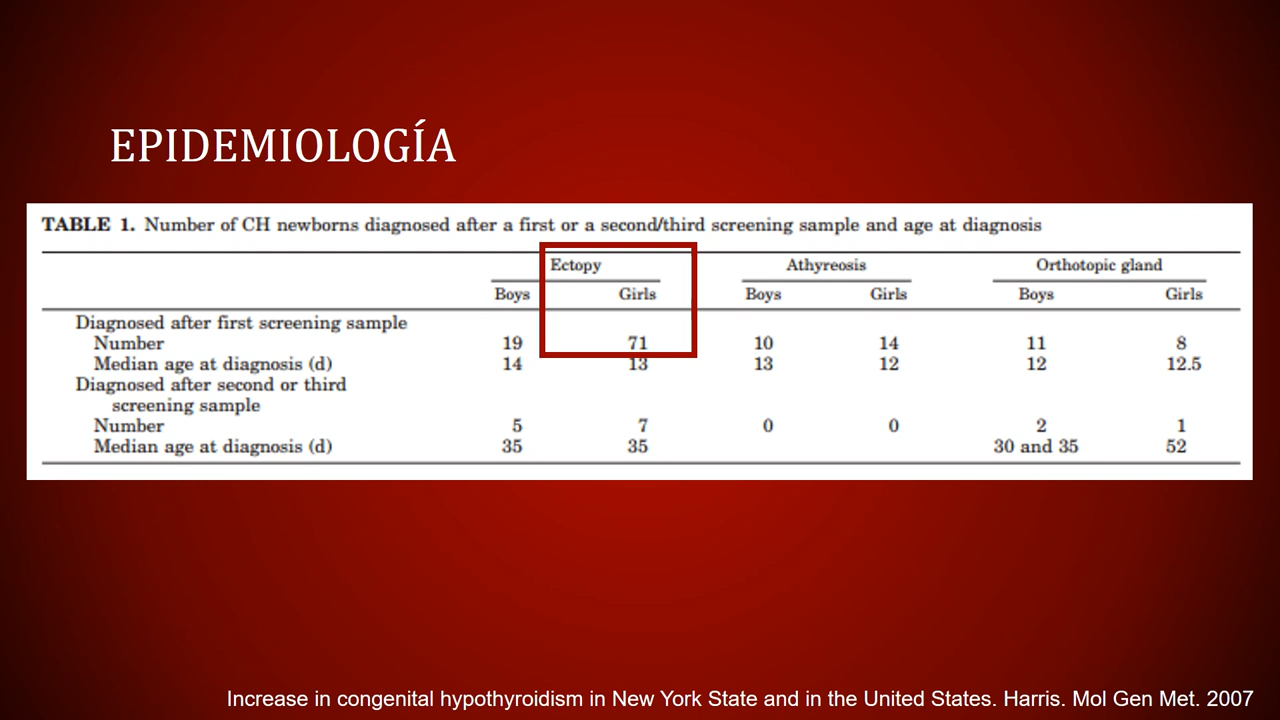 EPIDEMIOLOGÍA
TABLE 1. Number of CH newborns diagnosed after a first or a second/third screening sample and age at diagnosis
Ectopy Athyreosis Orthotopic gland
Boys Girls Boys Girls Boys Girls
Diagnosed after first screening sample
Number 19 71 10 14 11 8
Median age at diagnosis (d) 14 13 13 12 12 12.5
Diagnosed after second or third
screening sample
Number 5 7 0 0 2 1
Median age at diagnosis (d) 35 35 30 and 35 52
Increase in congenital hypothyroidism in New York State and in the United States. Harris. Mol Gen Met. 2007